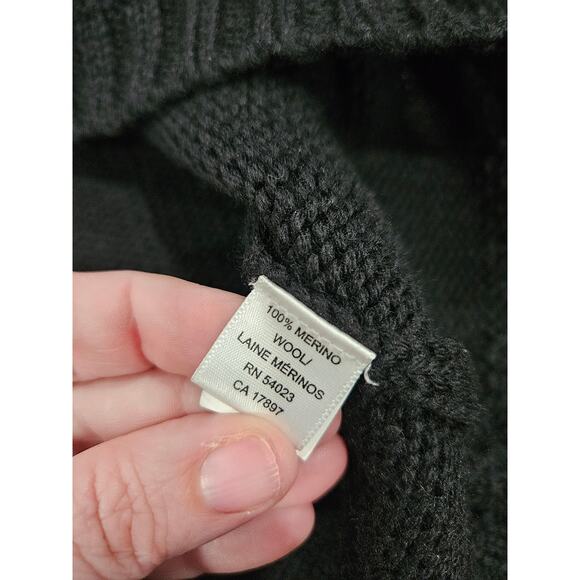 100% MERINO
WOOL/
LAINE MÉRINOS
RN 54023
CA 17897